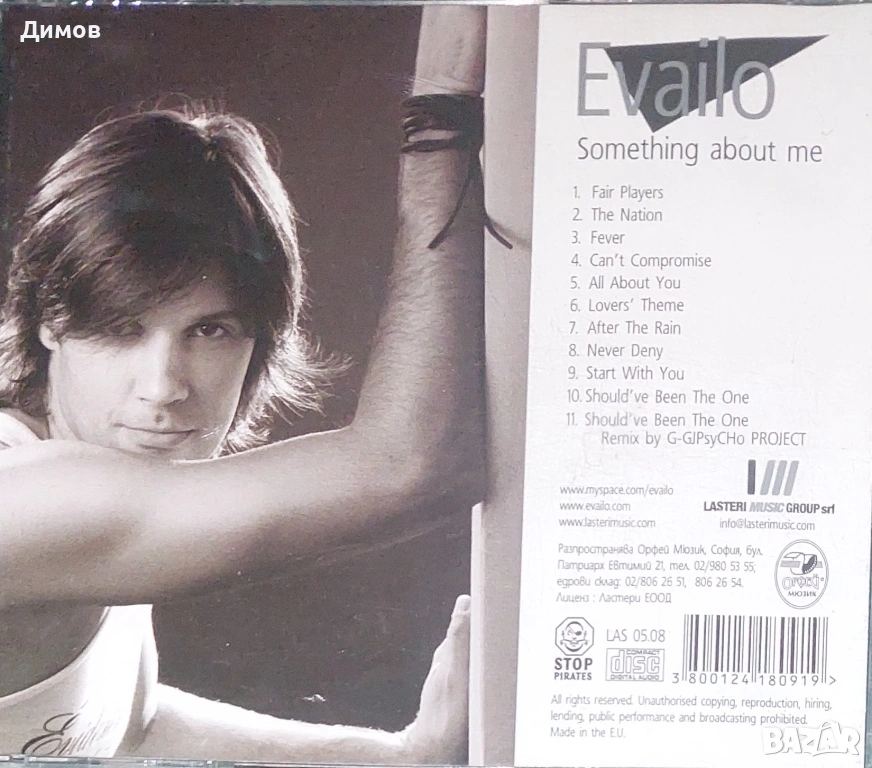 Димов
Evailo
Something about me
1. Fair Players
2. The Nation
3. Fever
4. Can't Compromise
5. All About You
6. Lovers' Theme
7. After The Rain
8. Never Deny
9. Start With You
10. Should've Been The One
11. Should've Been The One
Remix by G-GJPsyCHo PROJECT
www.myspace.com/evailo
www.evailo.com
www.lasterimusic.com
LASTERI MUSIC GROUP srl
info@lasterimusic.com
Разпространява Орфей Мюзик, София, бул.
Патриарх Евтимий 21, тел. 02/980 53 55;
едрови склад: 02/806 26 51, 806 26 54.
Лиценз : Ластери ЕООД
Орфей
МЮЗИК
STOP
PIRATES
LAS 05.08
COMPACT
disc
DIGITAL AUDIO
3 800124 180919 >
All rights reserved. Unauthorised copying, reproduction, hiring,
lending, public performance and broadcasting prohibited.
Made in the E.U.
BAZAR